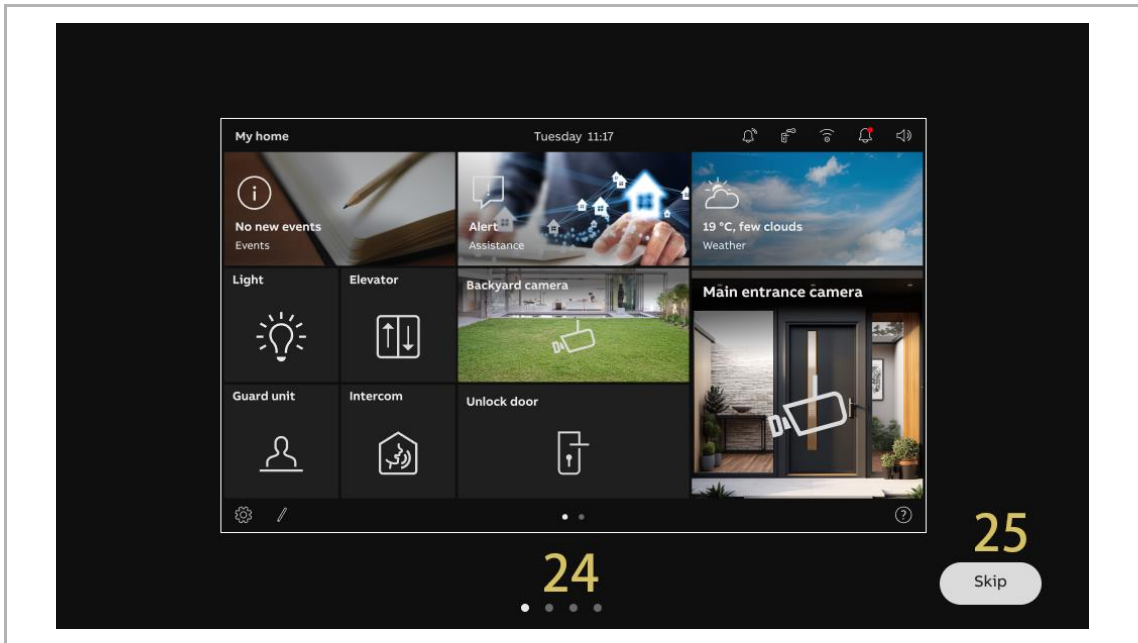 My home
Tuesday 11:17
No new events
Events
Alert
Assistance
19 °C, few clouds
Weather
Light
Elevator
Backyard camera
Main entrance camera
Guard unit
Intercom
Unlock door
24
25
Skip